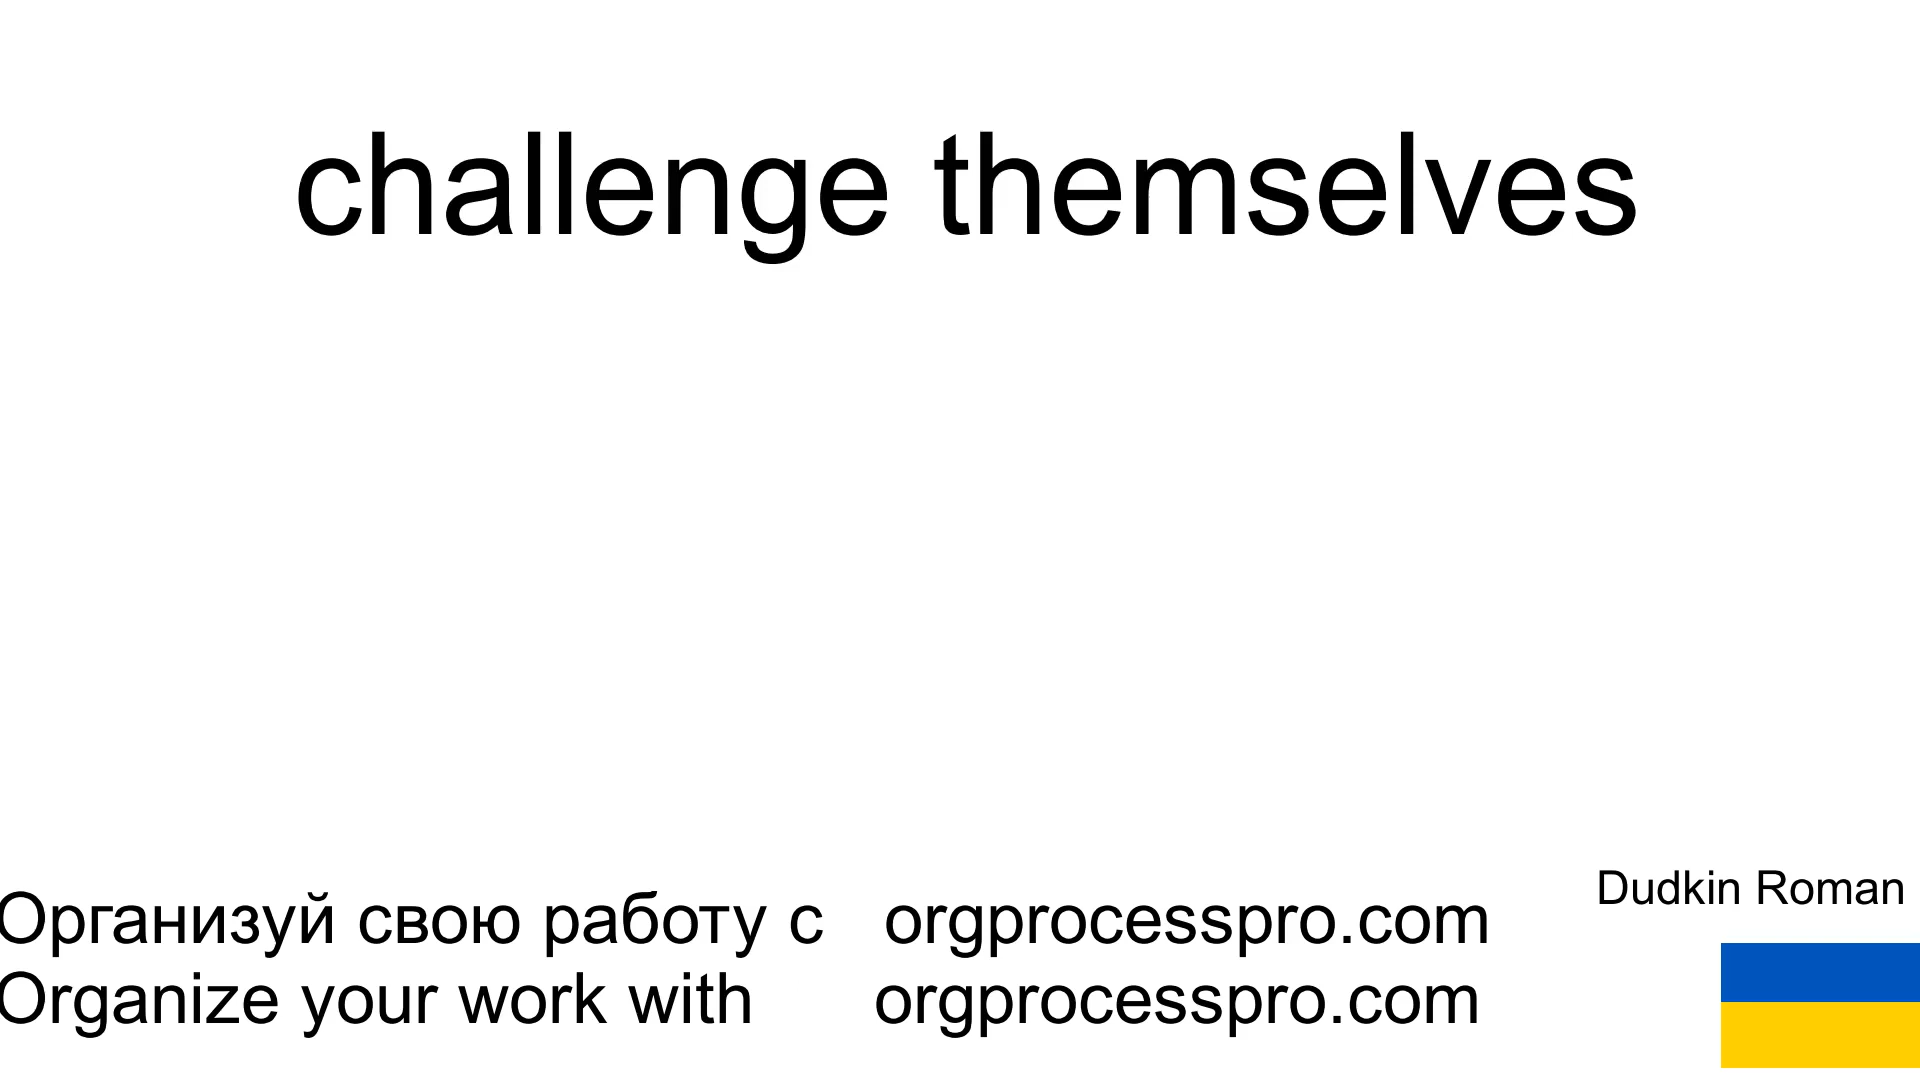 challenge themselves
Dudkin Roman
Организуй свою работу с orgprocesspro.com
Organize your work with orgprocesspro.com